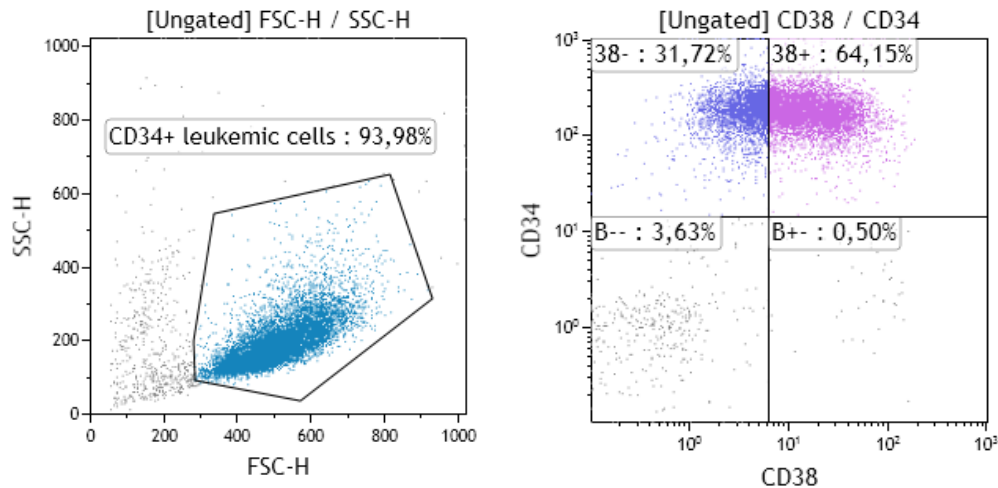 [Ungated] FSC-H / SSC-H
1000
800
600
400
200
0
SSC-H
CD34+ leukemic cells : 93,98%
0 200 400 600 800 1000
FSC-H
[Ungated] CD38 / CD34
10³
10²
10¹
10⁰
CD34
38- : 31,72% 38+ : 64,15%
B-- : 3,63% B+- : 0,50%
10⁰ 10¹ 10² 10³
CD38